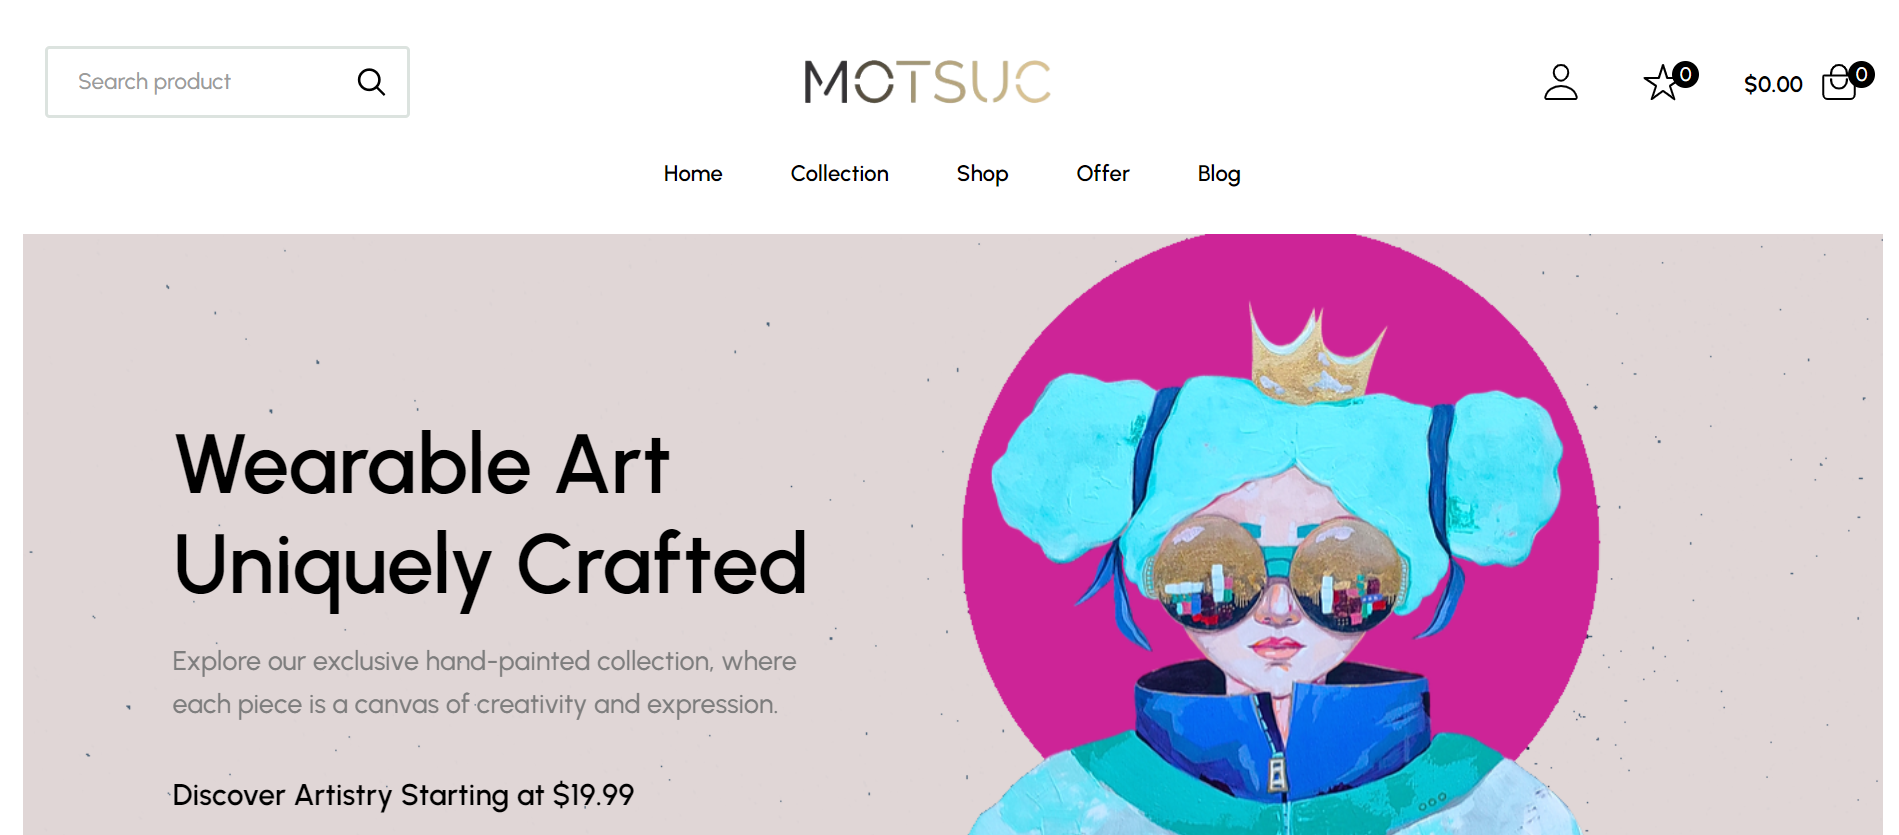 Search product
MOTSUC
0
$0.00
0
Home
Collection
Shop
Offer
Blog
Wearable Art
Uniquely Crafted
Explore our exclusive hand-painted collection, where
each piece is a canvas of creativity and expression.
Discover Artistry Starting at $19.99